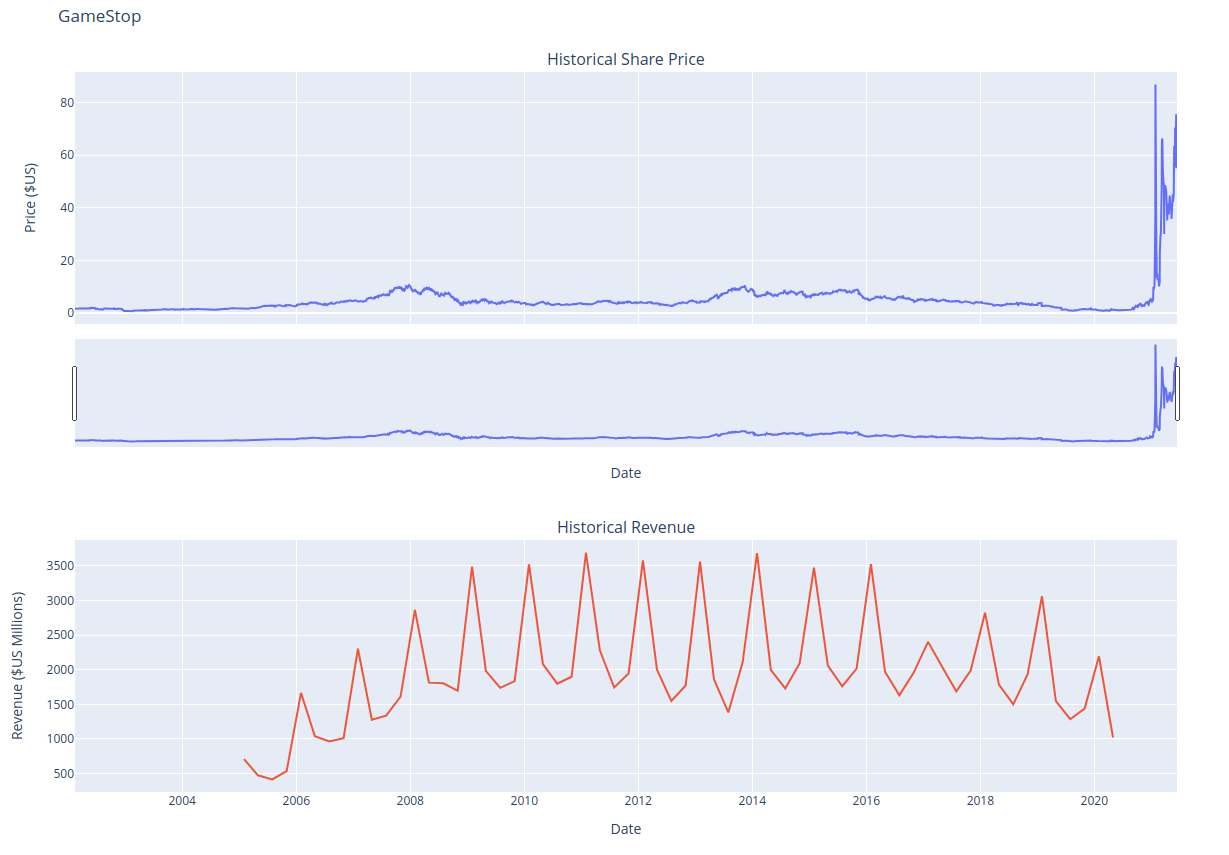 GameStop
Historical Share Price
Price ($US)
80
60
40
20
0
Date
Historical Revenue
Revenue ($US Millions)
3500
3000
2500
2000
1500
1000
500
2004 2006 2008 2010 2012 2014 2016 2018 2020
Date